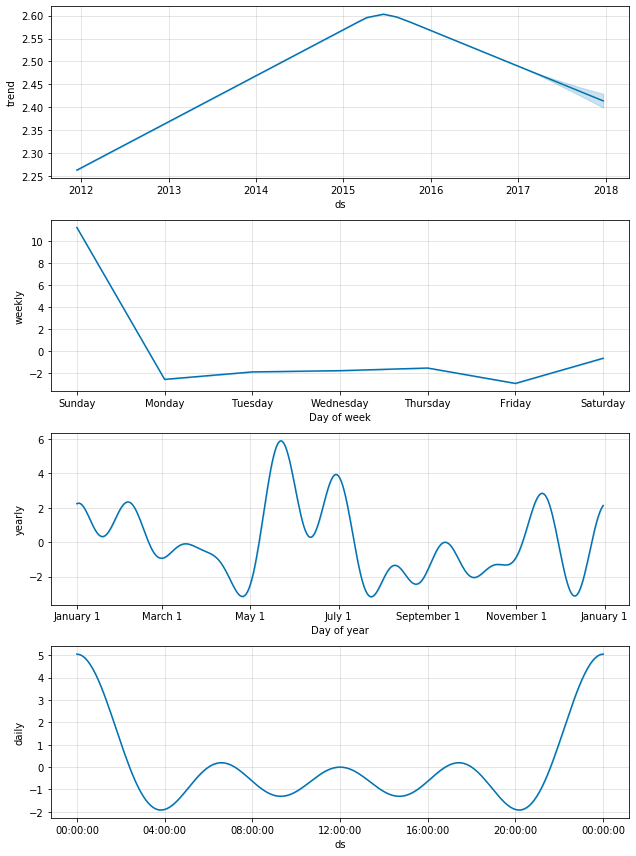 2.60
2.55
2.50
2.45
2.40
2.35
2.30
2.25
trend
2012 2013 2014 2015 2016 2017 2018
ds
10
8
6
4
2
0
−2
weekly
Sunday Monday Tuesday Wednesday Thursday Friday Saturday
Day of week
6
4
2
0
−2
yearly
January 1 March 1 May 1 July 1 September 1 November 1 January 1
Day of year
5
4
3
2
1
0
−1
−2
daily
00:00:00 04:00:00 08:00:00 12:00:00 16:00:00 20:00:00 00:00:00
ds